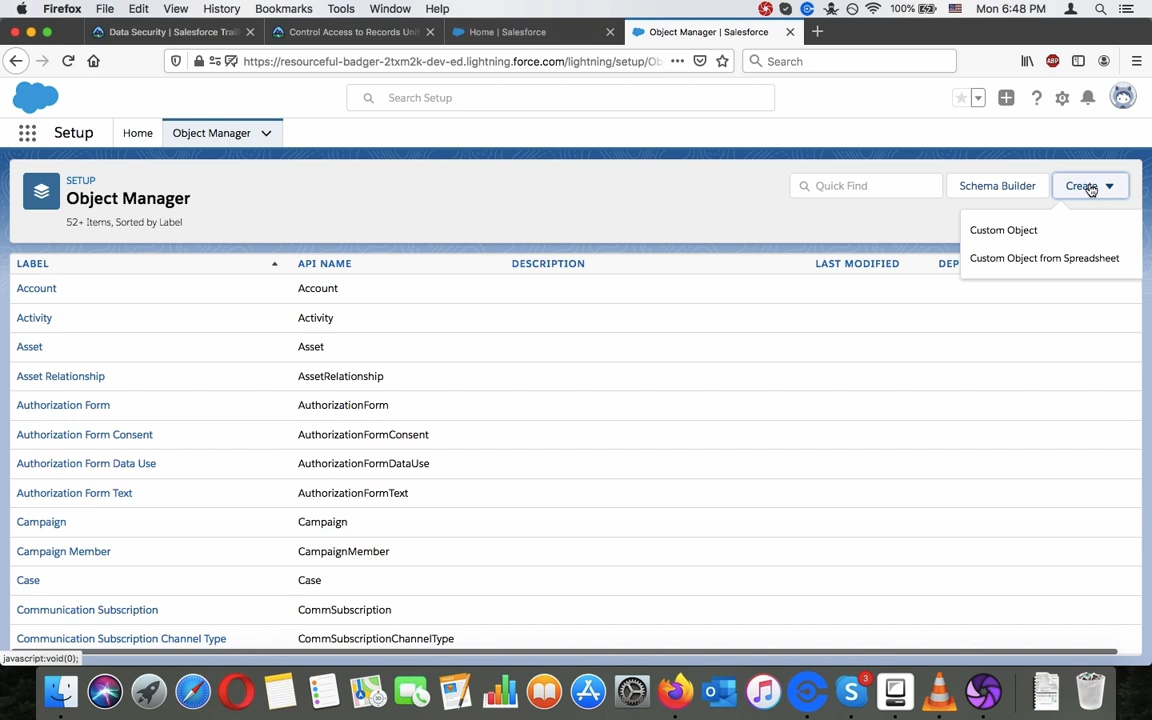 Firefox File Edit View History Bookmarks Tools Window Help 100% Mon 6:48 PM
Data Security | Salesforce Trail
Control Access to Records Unit
Home | Salesforce
Object Manager | Salesforce
https://resourceful-badger-2txm2k-dev-ed.lightning.force.com/lightning/setup/Ob
Search
ABP
Search Setup
Setup Home Object Manager
SETUP
Object Manager
52+ Items, Sorted by Label
Quick Find
Schema Builder
Create
Custom Object
Custom Object from Spreadsheet
LABEL API NAME DESCRIPTION LAST MODIFIED DEP
Account Account
Activity Activity
Asset Asset
Asset Relationship AssetRelationship
Authorization Form AuthorizationForm
Authorization Form Consent AuthorizationFormConsent
Authorization Form Data Use AuthorizationFormDataUse
Authorization Form Text AuthorizationFormText
Campaign Campaign
Campaign Member CampaignMember
Case Case
Communication Subscription CommSubscription
Communication Subscription Channel Type CommSubscriptionChannelType
javascript:void(0);
3